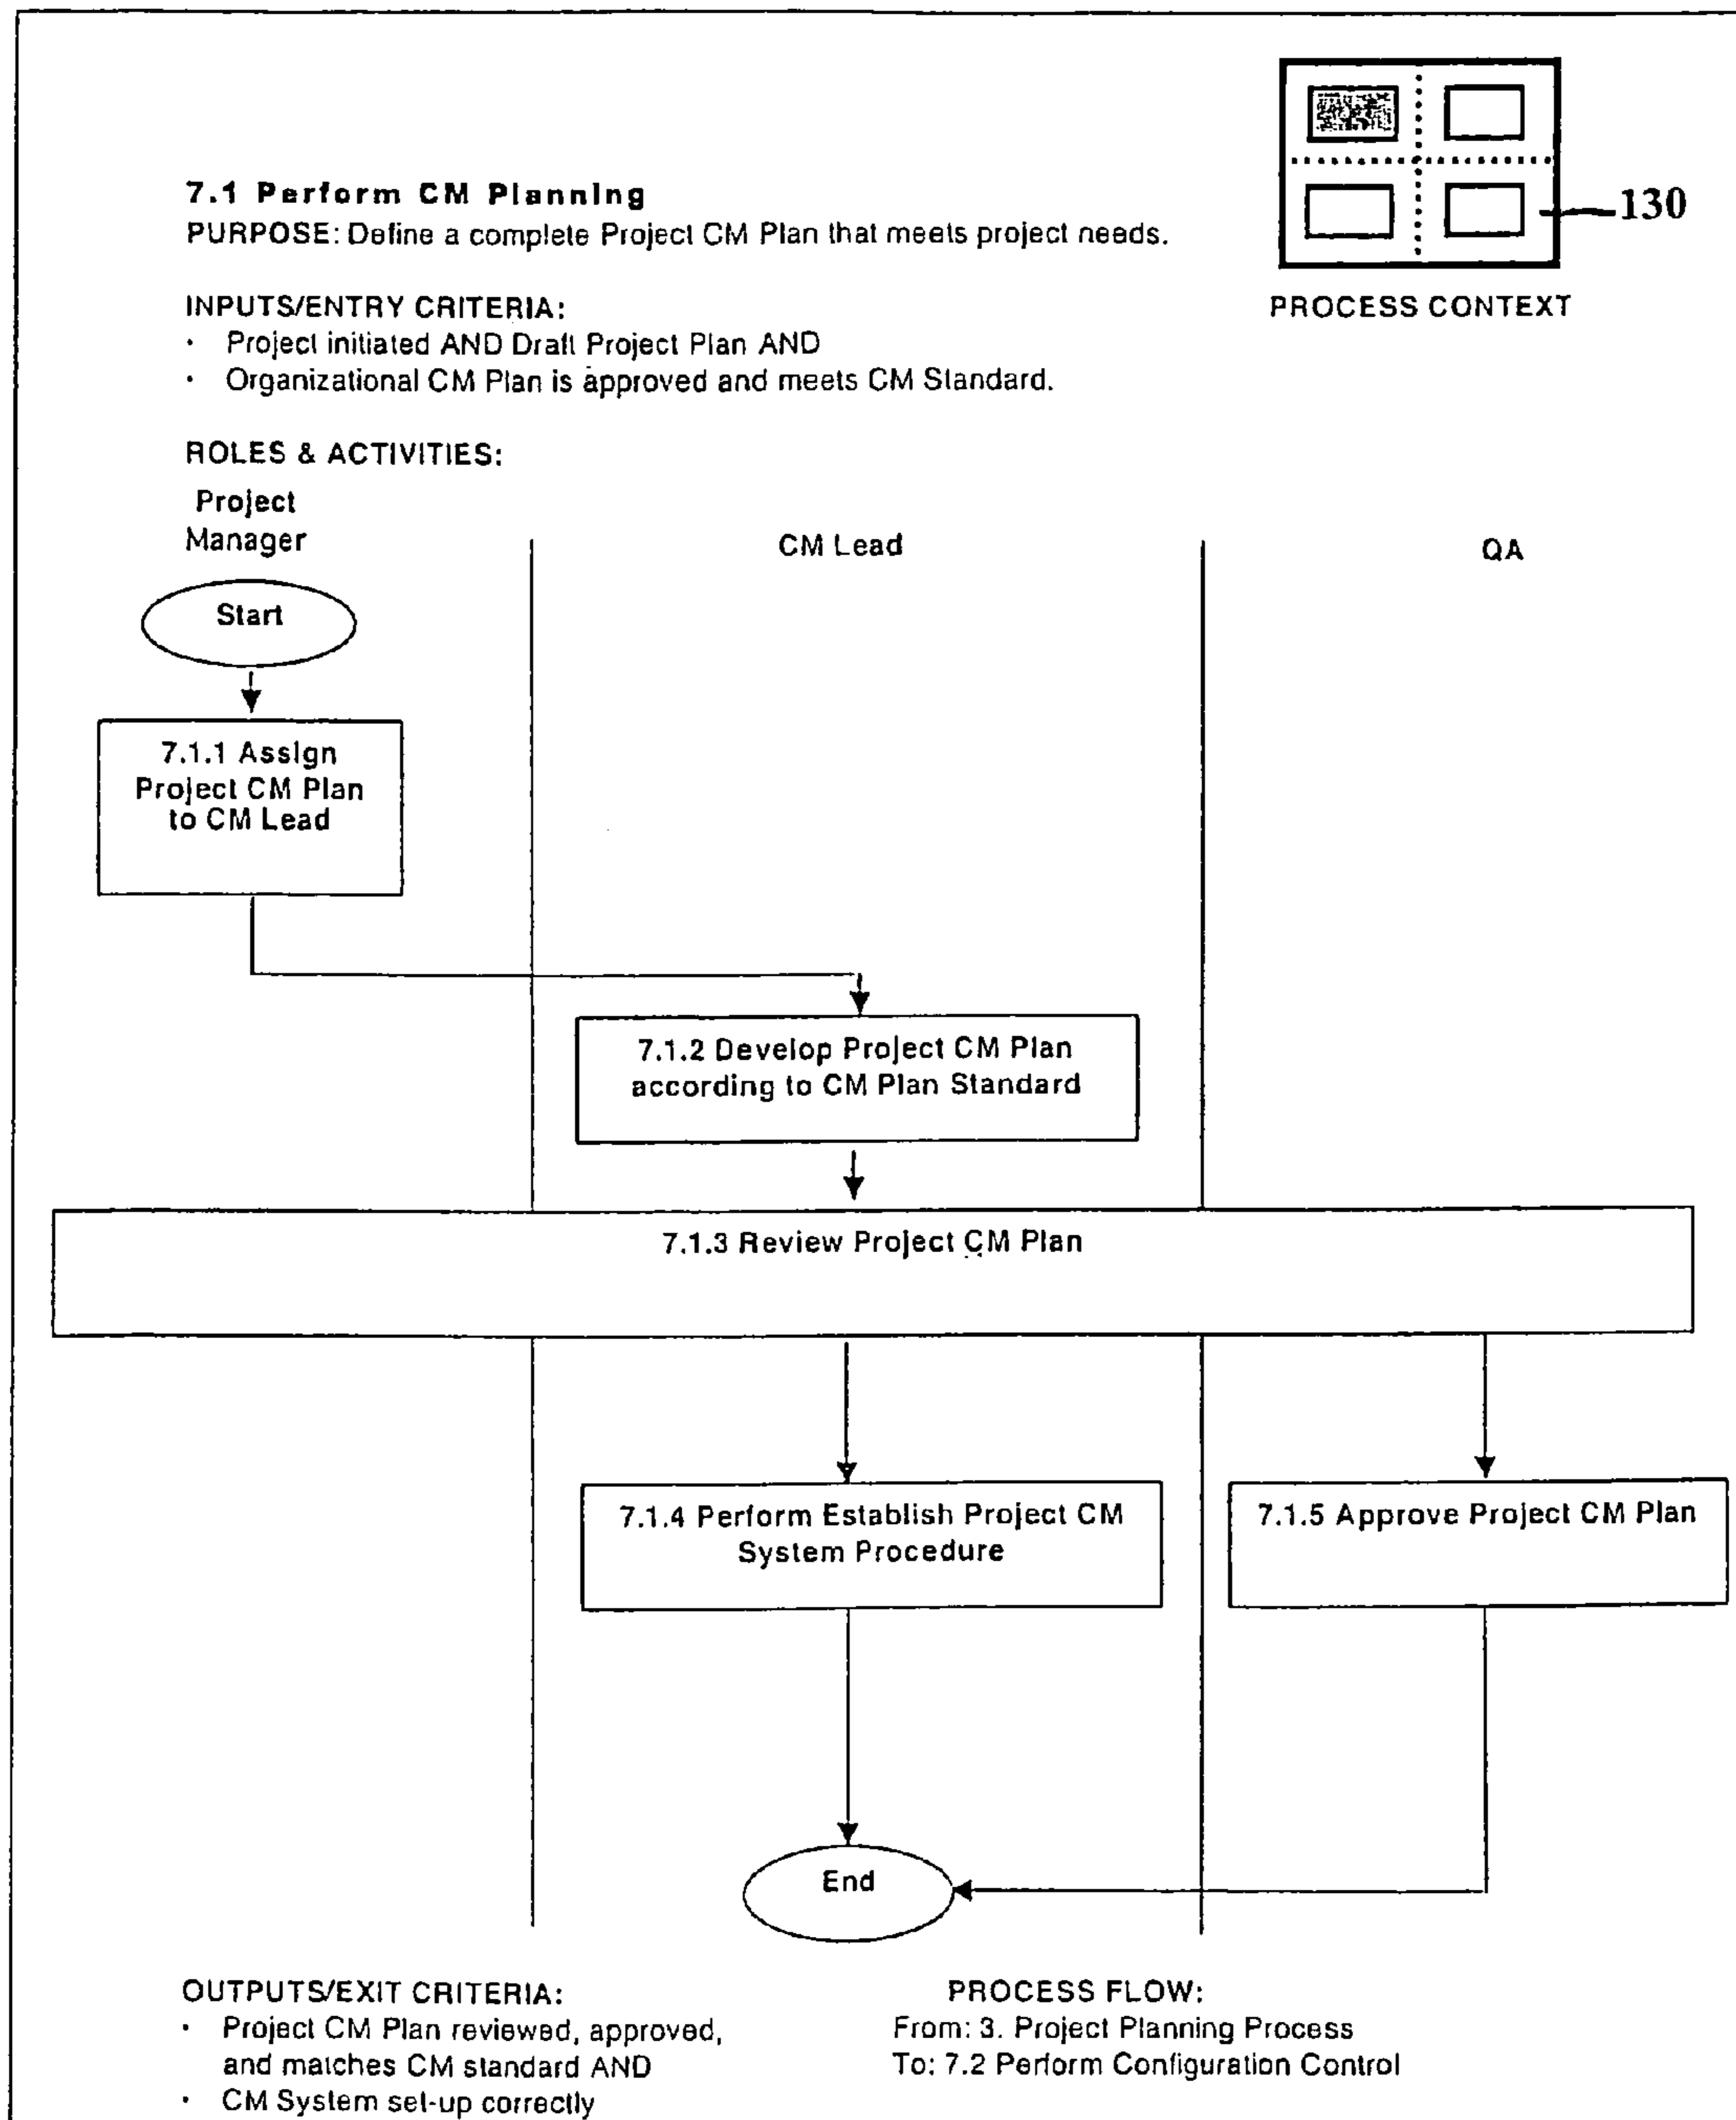 7.1 Perform CM Planning
PURPOSE: Define a complete Project CM Plan that meets project needs.
130
PROCESS CONTEXT
INPUTS/ENTRY CRITERIA:
· Project initiated AND Draft Project Plan AND
· Organizational CM Plan is approved and meets CM Standard.
ROLES & ACTIVITIES:
Project
Manager
CM Lead
QA
Start
7.1.1 Assign
Project CM Plan
to CM Lead
7.1.2 Develop Project CM Plan
according to CM Plan Standard
7.1.3 Review Project CM Plan
7.1.4 Perform Establish Project CM
System Procedure
7.1.5 Approve Project CM Plan
End
OUTPUTS/EXIT CRITERIA:
· Project CM Plan reviewed, approved,
and matches CM standard AND
· CM System set-up correctly
PROCESS FLOW:
From: 3. Project Planning Process
To: 7.2 Perform Configuration Control